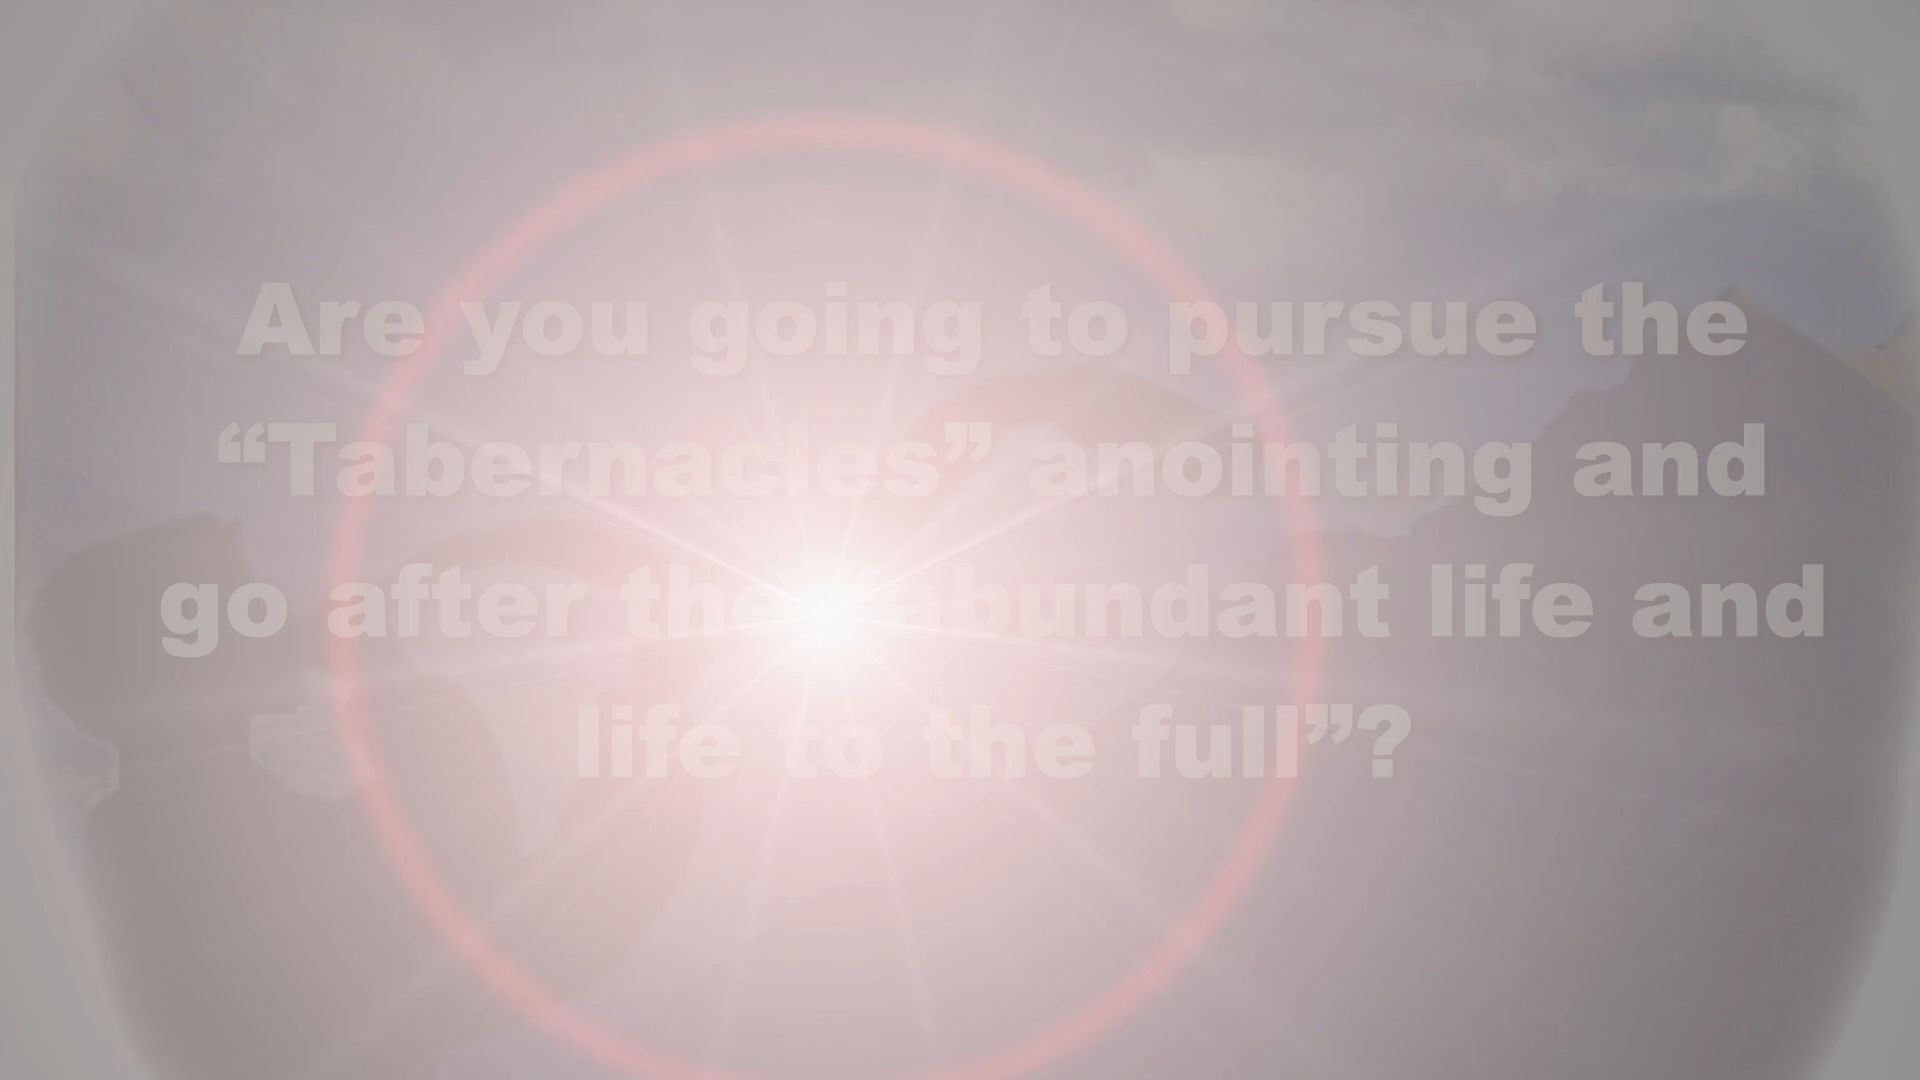 Are you going to pursue the
“Tabernacles” anointing and
go after the abundant life and
life to the full”?